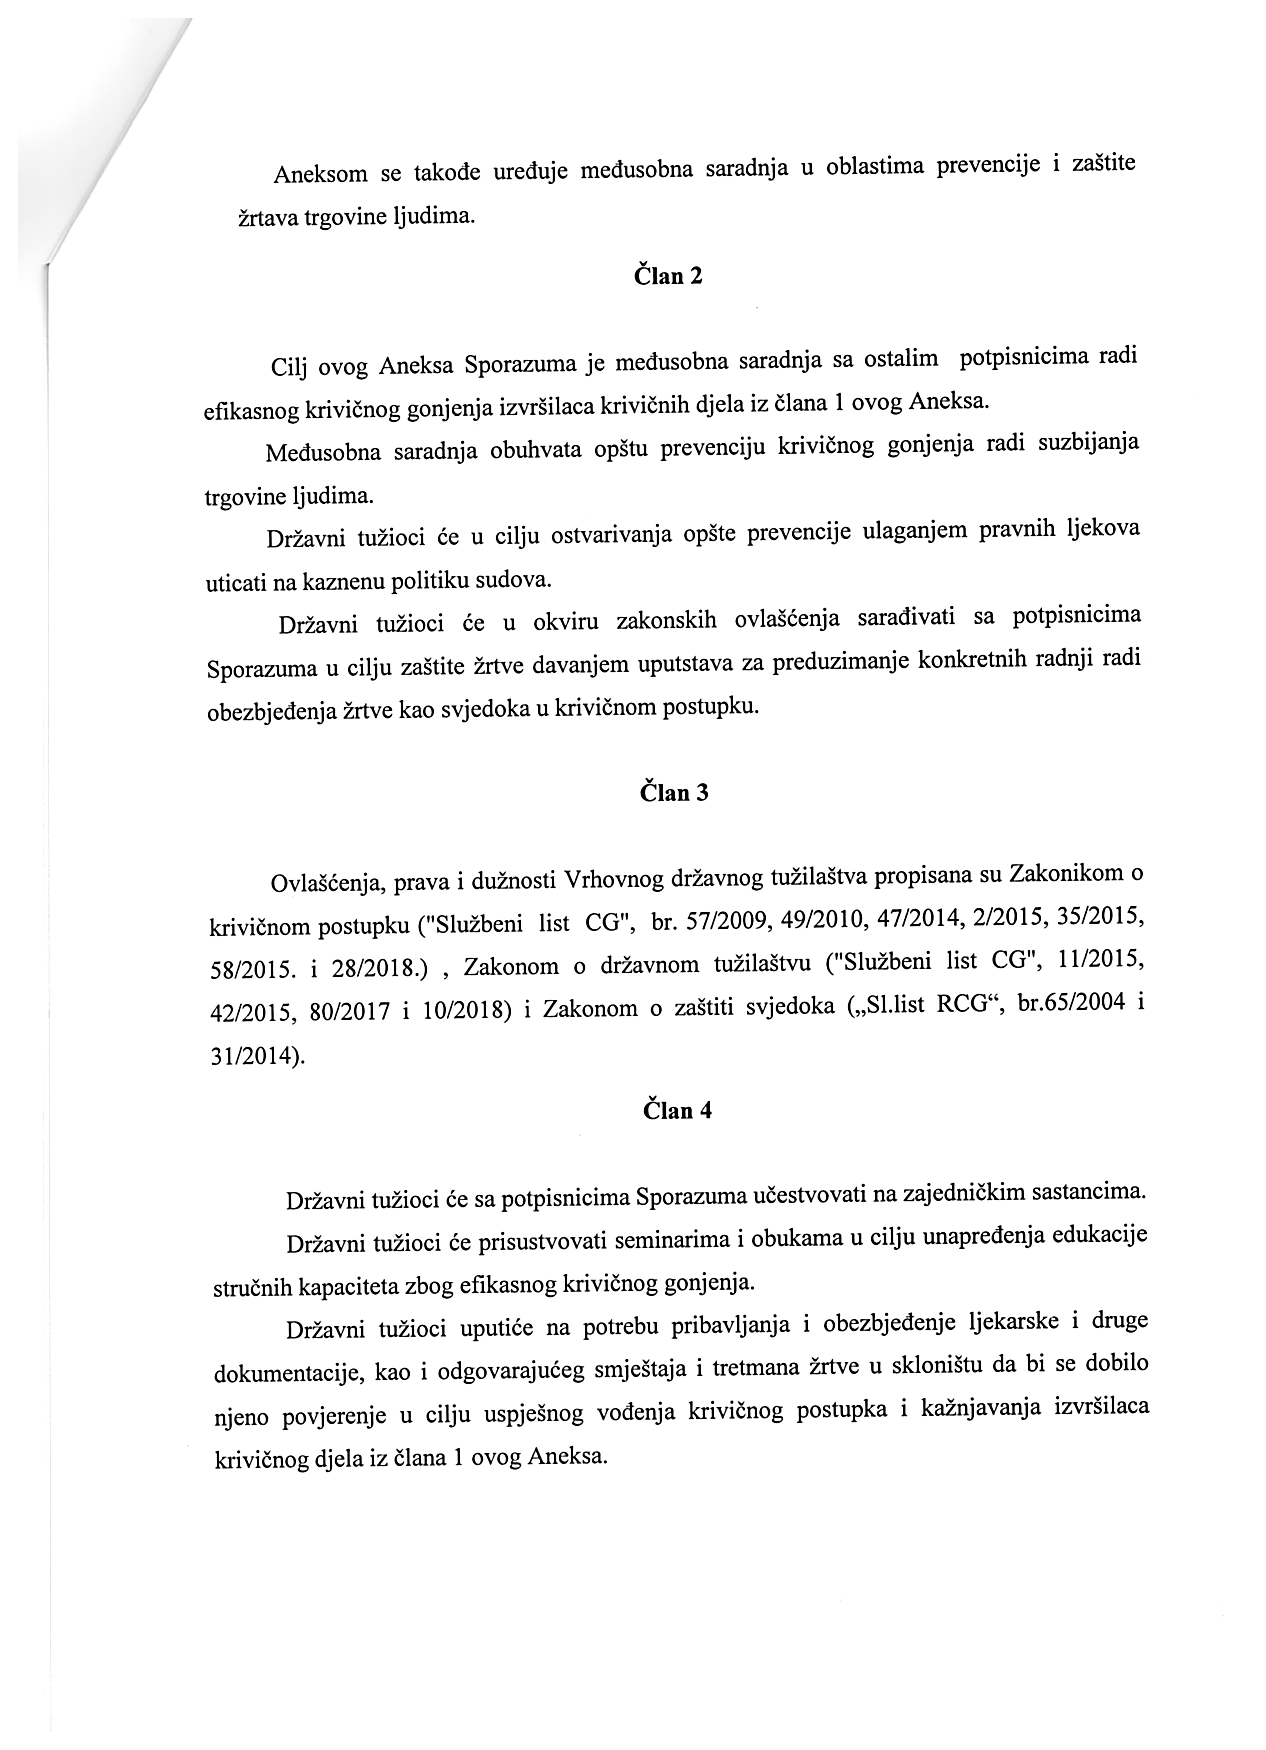 Aneksom se takođe uređuje međusobna saradnja u oblastima prevencije i zaštite
žrtava trgovine ljudima.
Član 2
Cilj ovog Aneksa Sporazuma je međusobna saradnja sa ostalim potpisnicima radi
efikasnog krivičnog gonjenja izvršilaca krivičnih djela iz člana 1 ovog Aneksa.
Međusobna saradnja obuhvata opštu prevenciju krivičnog gonjenja radi suzbijanja
trgovine ljudima.
Državni tužioci će u cilju ostvarivanja opšte prevencije ulaganjem pravnih ljekova
uticati na kaznenu politiku sudova.
Državni tužioci će u okviru zakonskih ovlašćenja sarađivati sa potpisnicima
Sporazuma u cilju zaštite žrtve davanjem uputstava za preduzimanje konkretnih radnji radi
obezbjeđenja žrtve kao svjedoka u krivičnom postupku.
Član 3
Ovlašćenja, prava i dužnosti Vrhovnog državnog tužilaštva propisana su Zakonikom o
krivičnom postupku ("Službeni list CG", br. 57/2009, 49/2010, 47/2014, 2/2015, 35/2015,
58/2015. i 28/2018.) , Zakonom o državnom tužilaštvu ("Službeni list CG", 11/2015,
42/2015, 80/2017 i 10/2018) i Zakonom o zaštiti svjedoka („Sl.list RCG“, br.65/2004 i
31/2014).
Član 4
Državni tužioci će sa potpisnicima Sporazuma učestvovati na zajedničkim sastancima.
Državni tužioci će prisustvovati seminarima i obukama u cilju unapređenja edukacije
stručnih kapaciteta zbog efikasnog krivičnog gonjenja.
Državni tužioci uputiće na potrebu pribavljanja i obezbjeđenje ljekarske i druge
dokumentacije, kao i odgovarajućeg smještaja i tretmana žrtve u skloništu da bi se dobilo
njeno povjerenje u cilju uspješnog vođenja krivičnog postupka i kažnjavanja izvršilaca
krivičnog djela iz člana 1 ovog Aneksa.